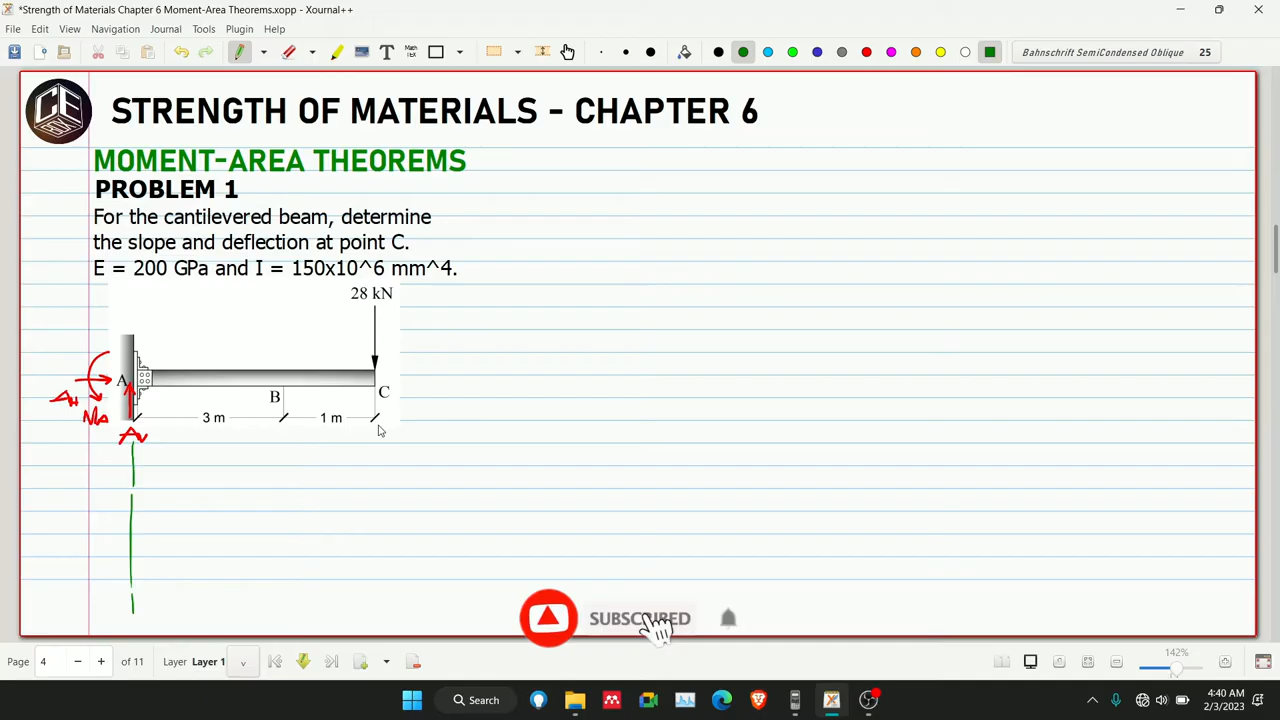 *Strength of Materials Chapter 6 Moment-Area Theorems.xopp - Xournal++
File Edit View Navigation Journal Tools Plugin Help
Bahnschrift SemiCondensed Oblique 25
STRENGTH OF MATERIALS - CHAPTER 6
MOMENT-AREA THEOREMS
PROBLEM 1
For the cantilevered beam, determine
the slope and deflection at point C.
E = 200 GPa and I = 150x10^6 mm^4.
28 kN
A
B
C
AH
MA
3 m
1 m
AV
SUBSCRIBED
Page 4 of 11 Layer Layer 1
142%
Search
4:40 AM
2/3/2023